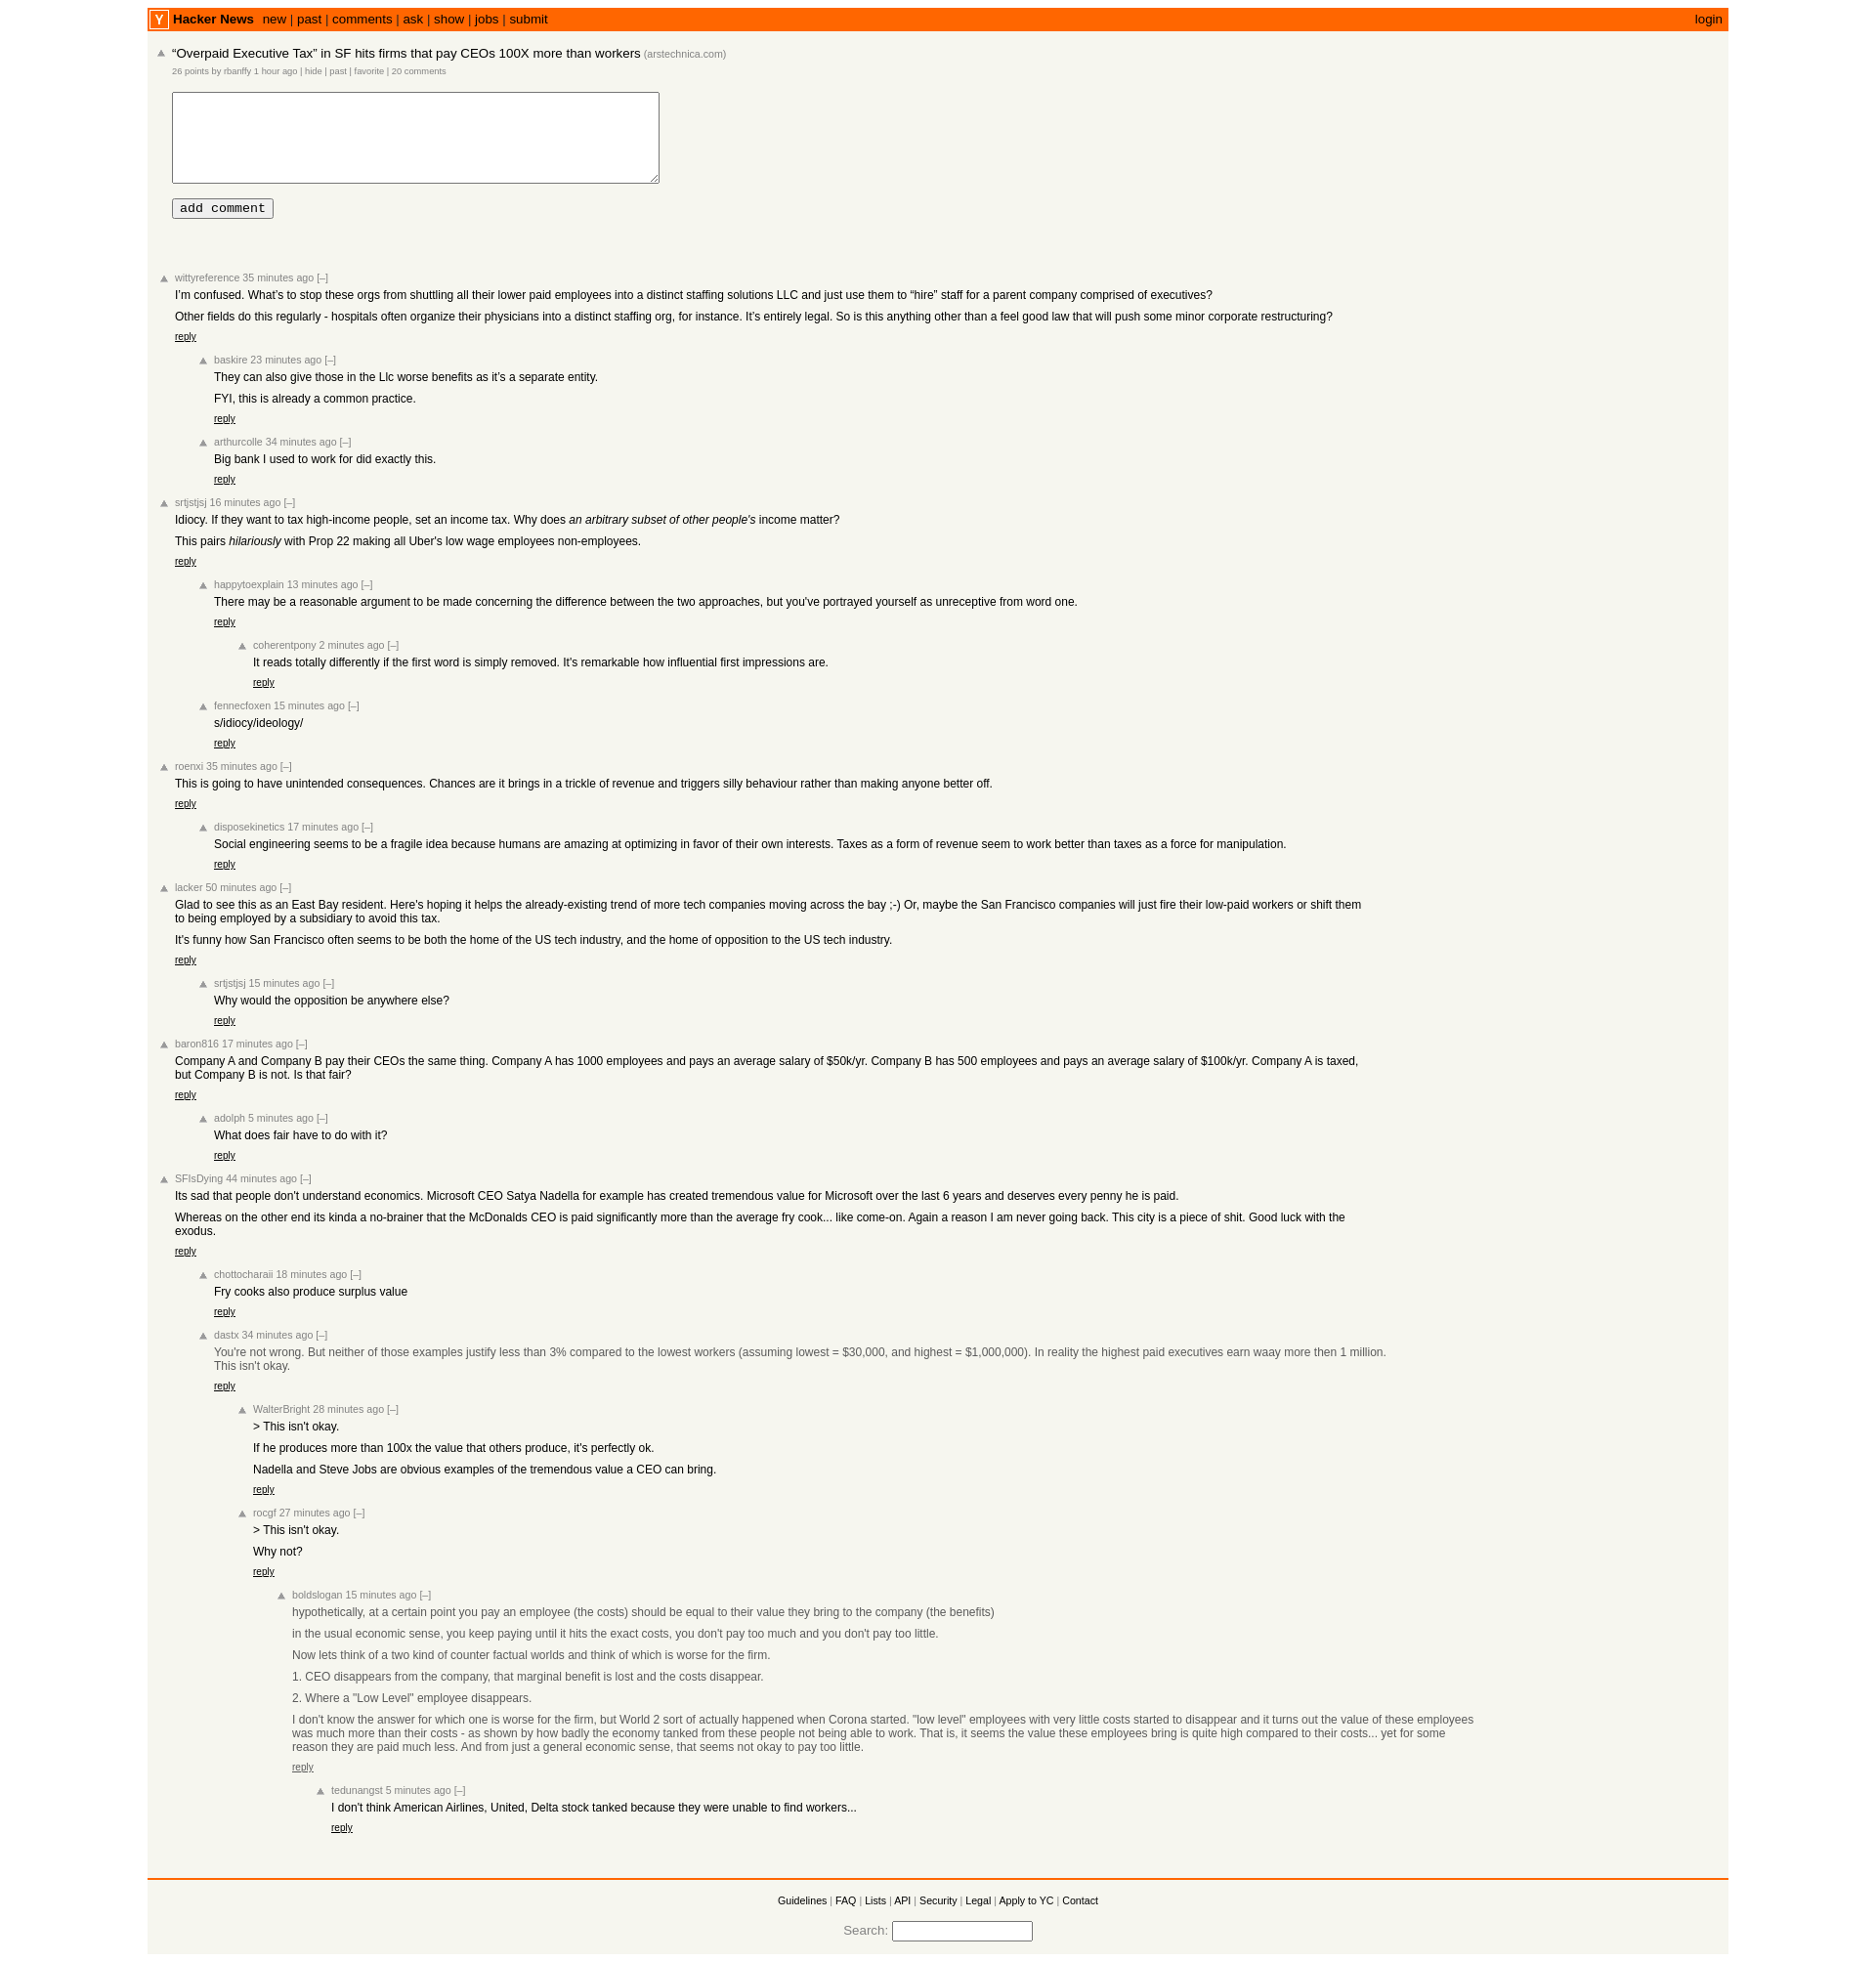 Y Hacker News new | past | comments | ask | show | jobs | submit login
“Overpaid Executive Tax” in SF hits firms that pay CEOs 100X more than workers (arstechnica.com)
26 points by rbanffy 1 hour ago | hide | past | favorite | 20 comments
add comment
wittyreference 35 minutes ago [–]
I’m confused. What’s to stop these orgs from shuttling all their lower paid employees into a distinct staffing solutions LLC and just use them to “hire” staff for a parent company comprised of executives?
Other fields do this regularly - hospitals often organize their physicians into a distinct staffing org, for instance. It’s entirely legal. So is this anything other than a feel good law that will push some minor corporate restructuring?
reply
baskire 23 minutes ago [–]
They can also give those in the Llc worse benefits as it’s a separate entity.
FYI, this is already a common practice.
reply
arthurcolle 34 minutes ago [–]
Big bank I used to work for did exactly this.
reply
srtjstjsj 16 minutes ago [–]
Idiocy. If they want to tax high-income people, set an income tax. Why does an arbitrary subset of other people's income matter?
This pairs hilariously with Prop 22 making all Uber's low wage employees non-employees.
reply
happytoexplain 13 minutes ago [–]
There may be a reasonable argument to be made concerning the difference between the two approaches, but you've portrayed yourself as unreceptive from word one.
reply
coherentpony 2 minutes ago [–]
It reads totally differently if the first word is simply removed. It's remarkable how influential first impressions are.
reply
fennecfoxen 15 minutes ago [–]
s/idiocy/ideology/
reply
roenxi 35 minutes ago [–]
This is going to have unintended consequences. Chances are it brings in a trickle of revenue and triggers silly behaviour rather than making anyone better off.
reply
disposekinetics 17 minutes ago [–]
Social engineering seems to be a fragile idea because humans are amazing at optimizing in favor of their own interests. Taxes as a form of revenue seem to work better than taxes as a force for manipulation.
reply
lacker 50 minutes ago [–]
Glad to see this as an East Bay resident. Here's hoping it helps the already-existing trend of more tech companies moving across the bay ;-) Or, maybe the San Francisco companies will just fire their low-paid workers or shift them
to being employed by a subsidiary to avoid this tax.
It's funny how San Francisco often seems to be both the home of the US tech industry, and the home of opposition to the US tech industry.
reply
srtjstjsj 15 minutes ago [–]
Why would the opposition be anywhere else?
reply
baron816 17 minutes ago [–]
Company A and Company B pay their CEOs the same thing. Company A has 1000 employees and pays an average salary of $50k/yr. Company B has 500 employees and pays an average salary of $100k/yr. Company A is taxed,
but Company B is not. Is that fair?
reply
adolph 5 minutes ago [–]
What does fair have to do with it?
reply
SFIsDying 44 minutes ago [–]
Its sad that people don't understand economics. Microsoft CEO Satya Nadella for example has created tremendous value for Microsoft over the last 6 years and deserves every penny he is paid.
Whereas on the other end its kinda a no-brainer that the McDonalds CEO is paid significantly more than the average fry cook... like come-on. Again a reason I am never going back. This city is a piece of shit. Good luck with the
exodus.
reply
chottocharaii 18 minutes ago [–]
Fry cooks also produce surplus value
reply
dastx 34 minutes ago [–]
You're not wrong. But neither of those examples justify less than 3% compared to the lowest workers (assuming lowest = $30,000, and highest = $1,000,000). In reality the highest paid executives earn waay more then 1 million.
This isn't okay.
reply
WalterBright 28 minutes ago [–]
> This isn't okay.
If he produces more than 100x the value that others produce, it's perfectly ok.
Nadella and Steve Jobs are obvious examples of the tremendous value a CEO can bring.
reply
rocgf 27 minutes ago [–]
> This isn't okay.
Why not?
reply
boldslogan 15 minutes ago [–]
hypothetically, at a certain point you pay an employee (the costs) should be equal to their value they bring to the company (the benefits)
in the usual economic sense, you keep paying until it hits the exact costs, you don't pay too much and you don't pay too little.
Now lets think of a two kind of counter factual worlds and think of which is worse for the firm.
1. CEO disappears from the company, that marginal benefit is lost and the costs disappear.
2. Where a "Low Level" employee disappears.
I don't know the answer for which one is worse for the firm, but World 2 sort of actually happened when Corona started. "low level" employees with very little costs started to disappear and it turns out the value of these employees
was much more than their costs - as shown by how badly the economy tanked from these people not being able to work. That is, it seems the value these employees bring is quite high compared to their costs... yet for some
reason they are paid much less. And from just a general economic sense, that seems not okay to pay too little.
reply
tedunangst 5 minutes ago [–]
I don't think American Airlines, United, Delta stock tanked because they were unable to find workers...
reply
Guidelines | FAQ | Lists | API | Security | Legal | Apply to YC | Contact
Search: